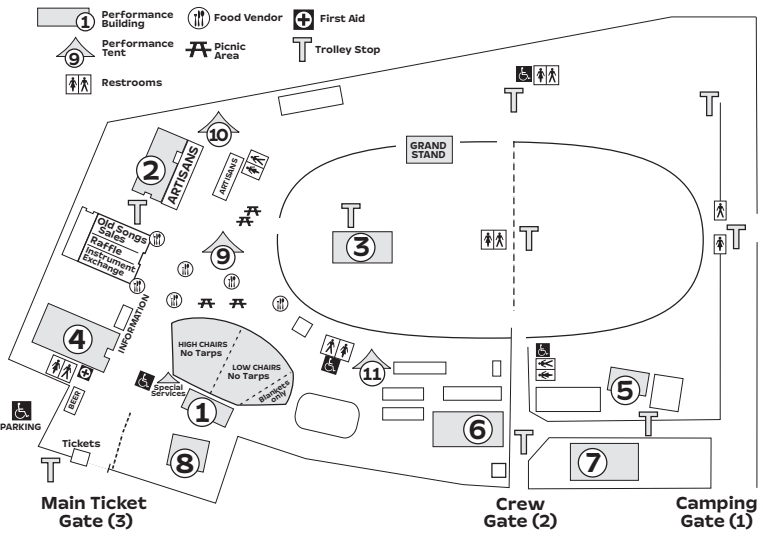 1 Performance
Building
Food Vendor
First Aid
9 Performance
Tent
Picnic
Area
T Trolley Stop
Restrooms
10
2
ARTISANS
ARTISANS
GRAND
STAND
T
T
T
T
Old Songs
Sales
Raffle
Instrument
Exchange
9
3
T
T
4
INFORMATION
HIGH CHAIRS
No Tarps
LOW CHAIRS
No Tarps
Blankets
only
11
Special
Services
BEER
1
5
T
6
PARKING
Tickets
T
8
T
7
Main Ticket
Gate (3)
Crew
Gate (2)
Camping
Gate (1)